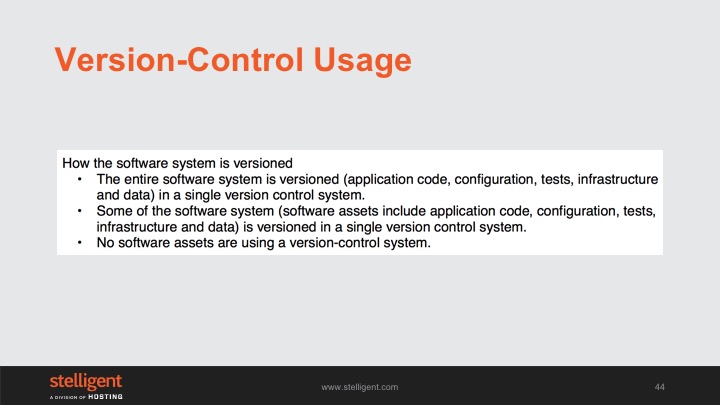 Version-Control Usage
How the software system is versioned
• The entire software system is versioned (application code, configuration, tests, infrastructure
and data) in a single version control system.
• Some of the software system (software assets include application code, configuration, tests,
infrastructure and data) is versioned in a single version control system.
• No software assets are using a version-control system.
stelligent
A DIVISION OF HOSTING
www.stelligent.com
44